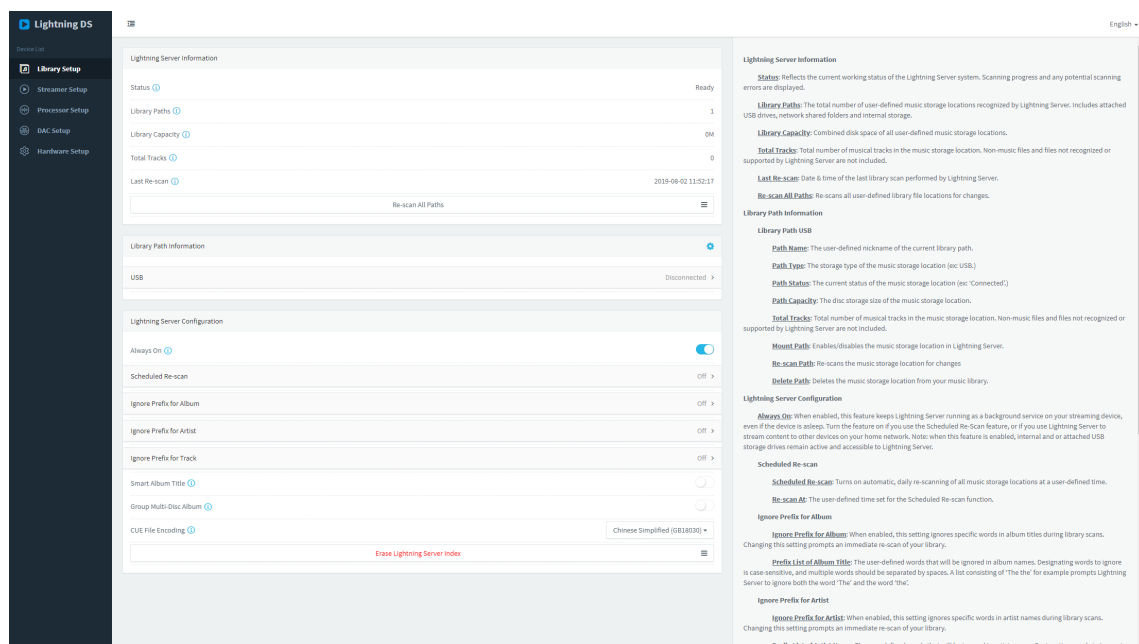 Lightning DS
English
Device List
Library Setup
Streamer Setup
Processor Setup
DAC Setup
Hardware Setup
Lightning Server Information
Status
Ready
Library Paths
1
Library Capacity
0M
Total Tracks
0
Last Re-scan
2019-08-02 11:52:17
Re-scan All Paths
Library Path Information
USB
Disconnected
Lightning Server Configuration
Always On
Scheduled Re-scan
Off
Ignore Prefix for Album
Off
Ignore Prefix for Artist
Off
Ignore Prefix for Track
Off
Smart Album Title
Group Multi-Disc Album
CUE File Encoding
Chinese Simplified (GB18030)
Erase Lightning Server Index
Lightning Server Information
Status: Reflects the current working status of the Lightning Server system. Scanning progress and any potential scanning
errors are displayed.
Library Paths: The total number of user-defined music storage locations recognized by Lightning Server. Includes attached
USB drives, network shared folders and internal storage.
Library Capacity: Combined disk space of all user-defined music storage locations.
Total Tracks: Total number of musical tracks in the music storage location. Non-music files and files not recognized or
supported by Lightning Server are not included.
Last Re-scan: Date & time of the last library scan performed by Lightning Server.
Re-scan All Paths: Re-scans all user-defined library file locations for changes.
Library Path Information
Library Path USB
Path Name: The user-defined nickname of the current library path.
Path Type: The storage type of the music storage location (ex: USB.)
Path Status: The current status of the music storage location (ex: 'Connected'.)
Path Capacity: The disc storage size of the music storage location.
Total Tracks: Total number of musical tracks in the music storage location. Non-music files and files not recognized or
supported by Lightning Server are not included.
Mount Path: Enables/disables the music storage location in Lightning Server.
Re-scan Path: Re-scans the music storage location for changes
Delete Path: Deletes the music storage location from your music library.
Lightning Server Configuration
Always On: When enabled, this feature keeps Lightning Server running as a background service on your streaming device,
even if the device is asleep. Turn the feature on if you use the Scheduled Re-Scan feature, or if you use Lightning Server to
stream content to other devices on your home network. Note: when this feature is enabled, internal and or attached USB
storage drives remain active and accessible to Lightning Server.
Scheduled Re-scan
Scheduled Re-scan: Turns on automatic, daily re-scanning of all music storage locations at a user-defined time.
Re-scan At: The user-defined time set for the Scheduled Re-scan function.
Ignore Prefix for Album
Ignore Prefix for Album: When enabled, this setting ignores specific words in album titles during library scans.
Changing this setting prompts an immediate re-scan of your library.
Prefix List of Album Title: The user-defined words that will be ignored in album names. Designating words to ignore
is case-sensitive, and multiple words should be separated by spaces. A list consisting of 'The the' for example prompts Lightning
Server to ignore both the word 'The' and the word 'the'.
Ignore Prefix for Artist
Ignore Prefix for Artist: When enabled, this setting ignores specific words in artist names during library scans.
Changing this setting prompts an immediate re-scan of your library.